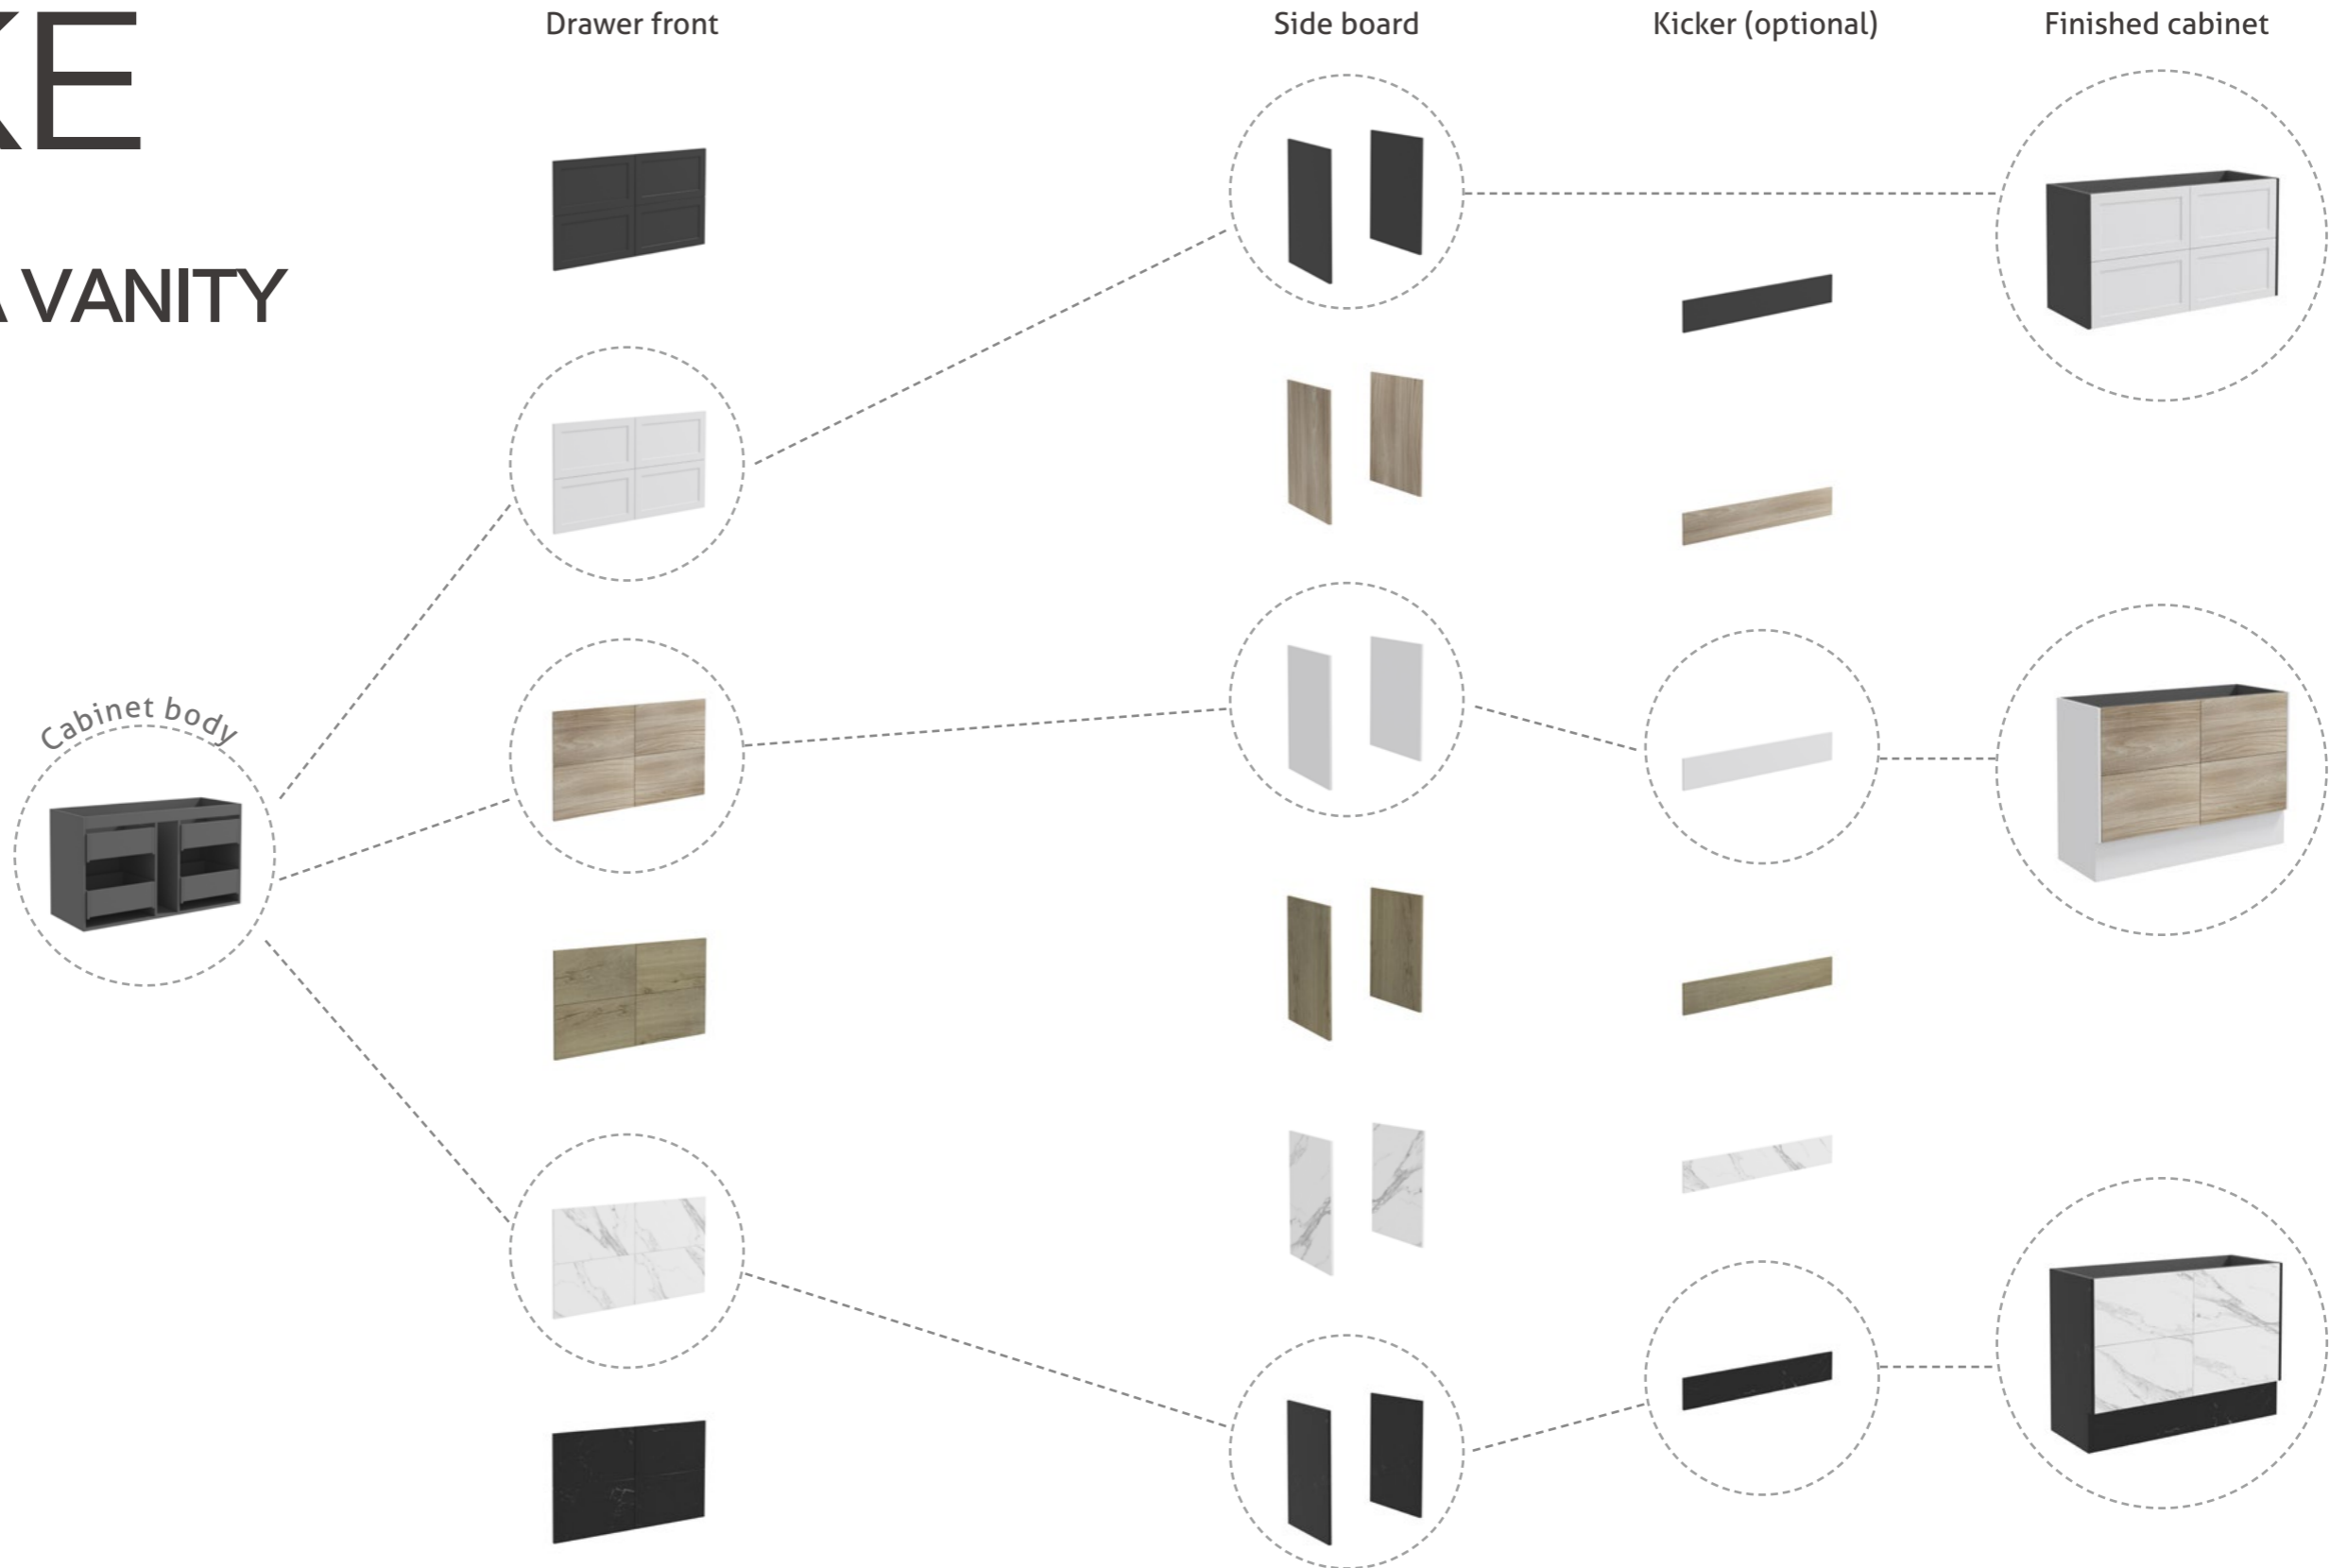 KE
A VANITY
Drawer front
Side board
Kicker (optional)
Finished cabinet
Cabinet body